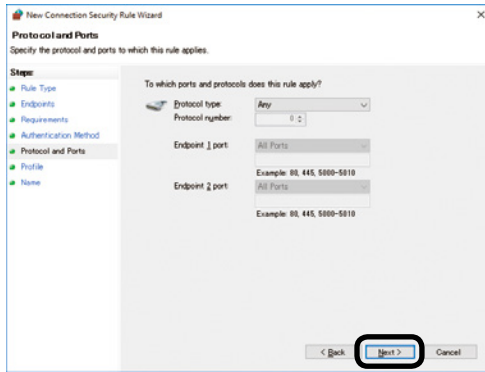 New Connection Security Rule Wizard
Protocol and Ports
Specify the protocol and ports to which this rule applies.
Steps:
Rule Type
Endpoints
Requirements
Authentication Method
Protocol and Ports
Profile
Name
To which ports and protocols does this rule apply?
Protocol type: Any
Protocol number: 0
Endpoint 1 port: All Ports
Example: 80, 445, 5000-5010
Endpoint 2 port: All Ports
Example: 80, 445, 5000-5010
< Back Next > Cancel